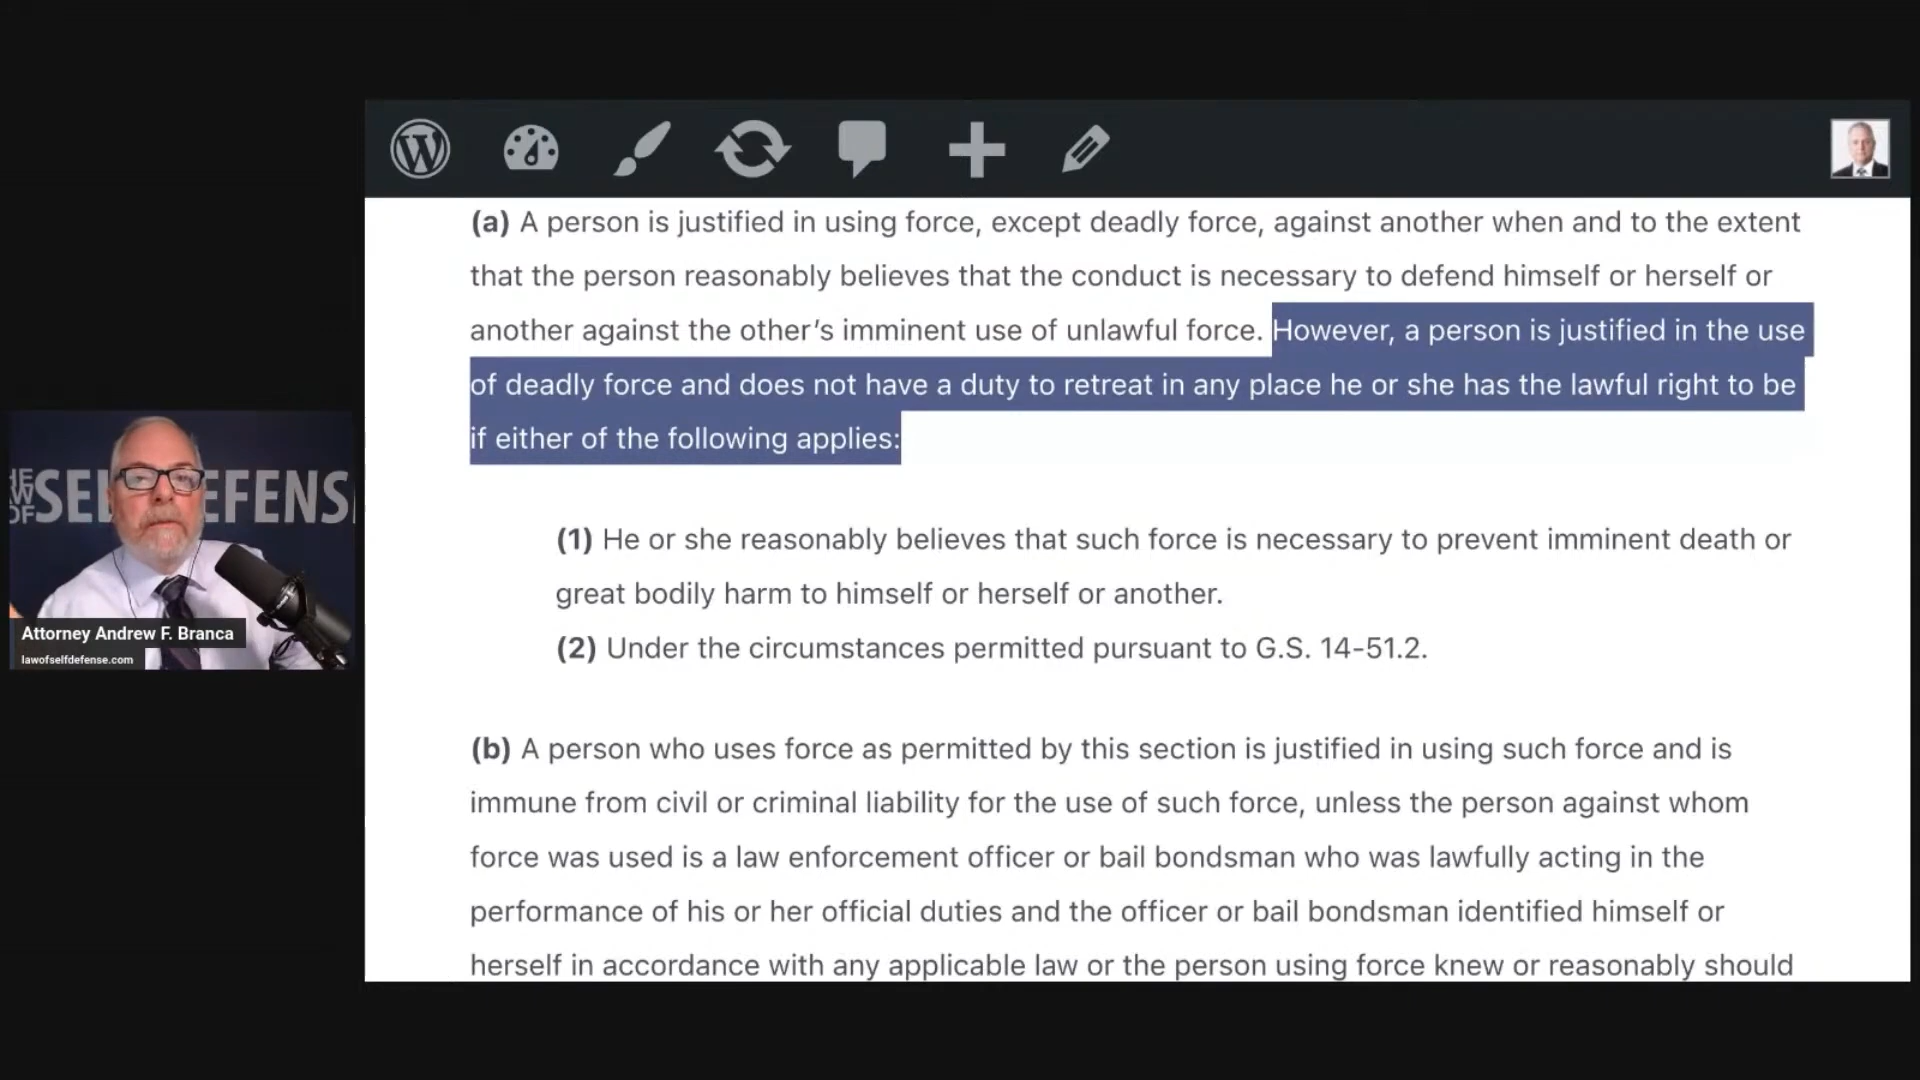 (a) A person is justified in using force, except deadly force, against another when and to the extent
that the person reasonably believes that the conduct is necessary to defend himself or herself or
another against the other’s imminent use of unlawful force. However, a person is justified in the use
of deadly force and does not have a duty to retreat in any place he or she has the lawful right to be
if either of the following applies:
(1) He or she reasonably believes that such force is necessary to prevent imminent death or
great bodily harm to himself or herself or another.
(2) Under the circumstances permitted pursuant to G.S. 14-51.2.
(b) A person who uses force as permitted by this section is justified in using such force and is
immune from civil or criminal liability for the use of such force, unless the person against whom
force was used is a law enforcement officer or bail bondsman who was lawfully acting in the
performance of his or her official duties and the officer or bail bondsman identified himself or
herself in accordance with any applicable law or the person using force knew or reasonably should
Attorney Andrew F. Branca
lawofselfdefense.com